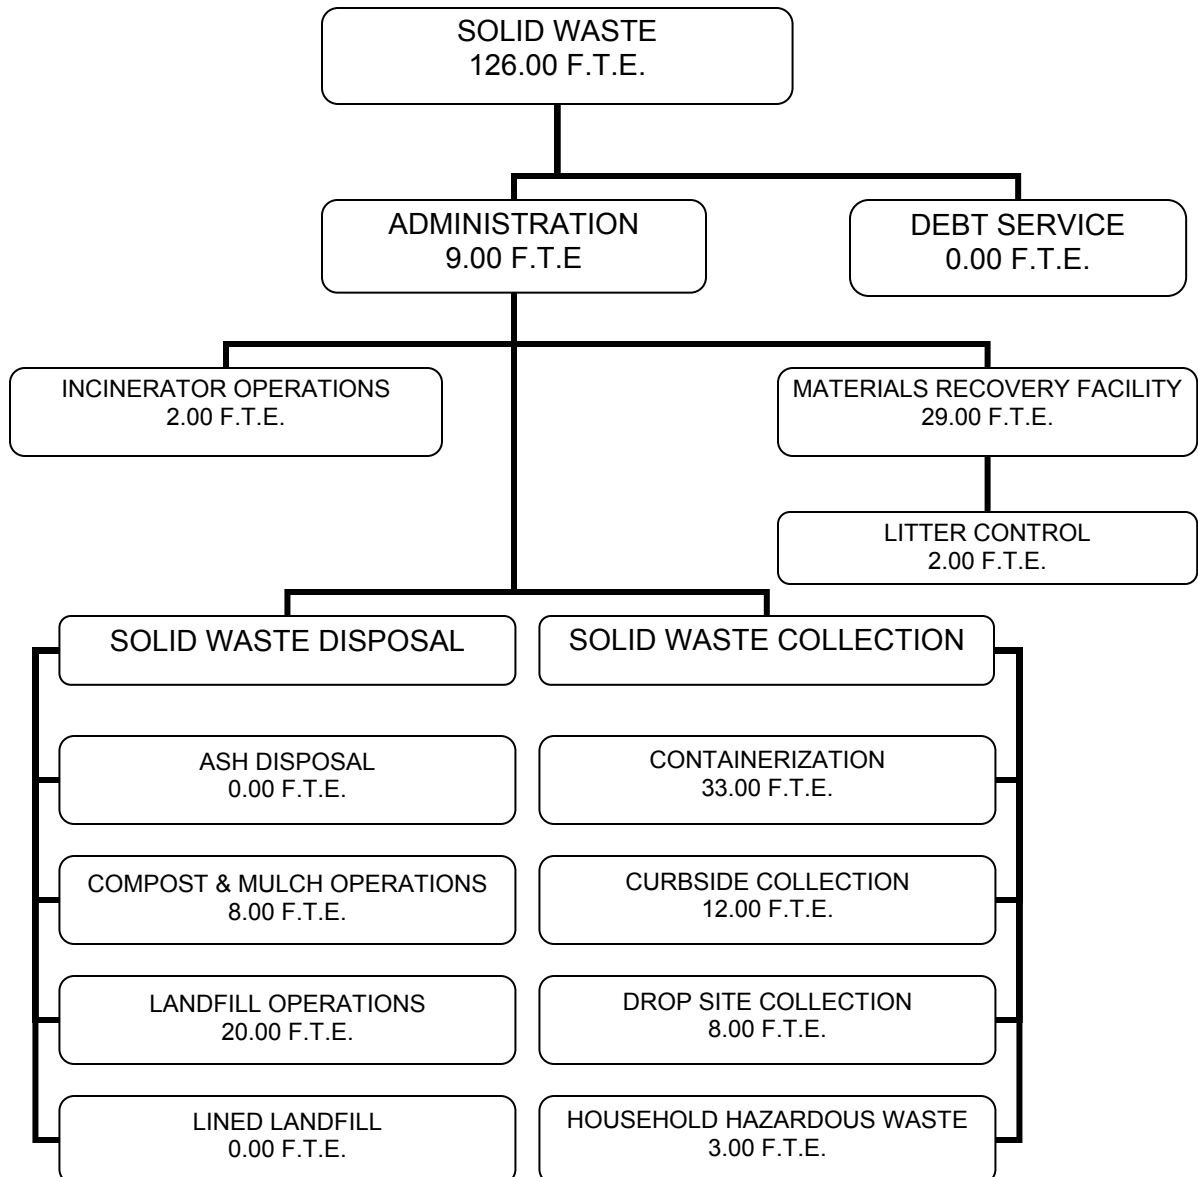 SOLID WASTE
126.00 F.T.E.
ADMINISTRATION
9.00 F.T.E
DEBT SERVICE
0.00 F.T.E.
INCINERATOR OPERATIONS
2.00 F.T.E.
MATERIALS RECOVERY FACILITY
29.00 F.T.E.
LITTER CONTROL
2.00 F.T.E.
SOLID WASTE DISPOSAL
SOLID WASTE COLLECTION
ASH DISPOSAL
0.00 F.T.E.
CONTAINERIZATION
33.00 F.T.E.
COMPOST & MULCH OPERATIONS
8.00 F.T.E.
CURBSIDE COLLECTION
12.00 F.T.E.
LANDFILL OPERATIONS
20.00 F.T.E.
DROP SITE COLLECTION
8.00 F.T.E.
LINED LANDFILL
0.00 F.T.E.
HOUSEHOLD HAZARDOUS WASTE
3.00 F.T.E.